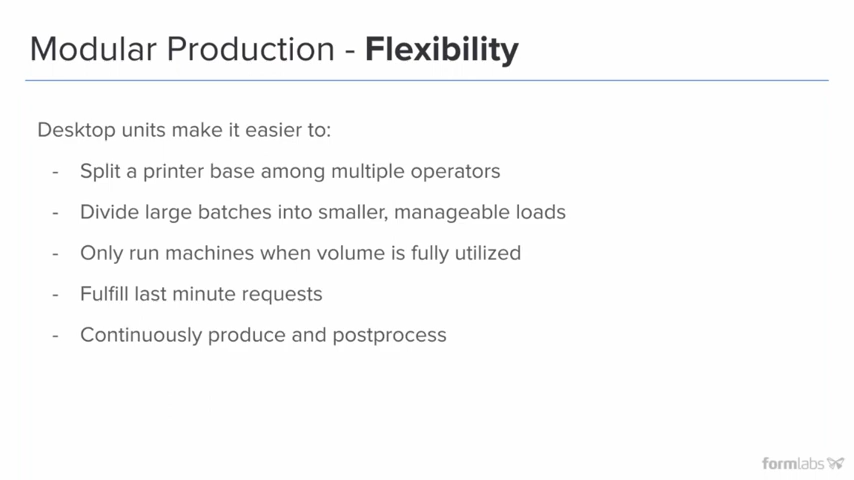 Modular Production - Flexibility
Desktop units make it easier to:
- Split a printer base among multiple operators
- Divide large batches into smaller, manageable loads
- Only run machines when volume is fully utilized
- Fulfill last minute requests
- Continuously produce and postprocess
formlabs